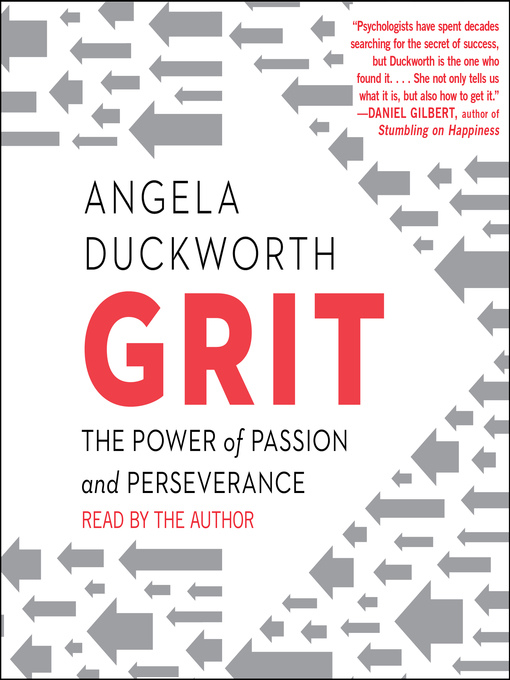 “Psychologists have spent decades
searching for the secret of success,
but Duckworth is the one who
found it. . . . She not only tells us
what it is, but also how to get it.”
—DANIEL GILBERT, author of
Stumbling on Happiness
ANGELA
DUCKWORTH
GRIT
THE POWER of PASSION
and PERSEVERANCE
READ BY THE AUTHOR